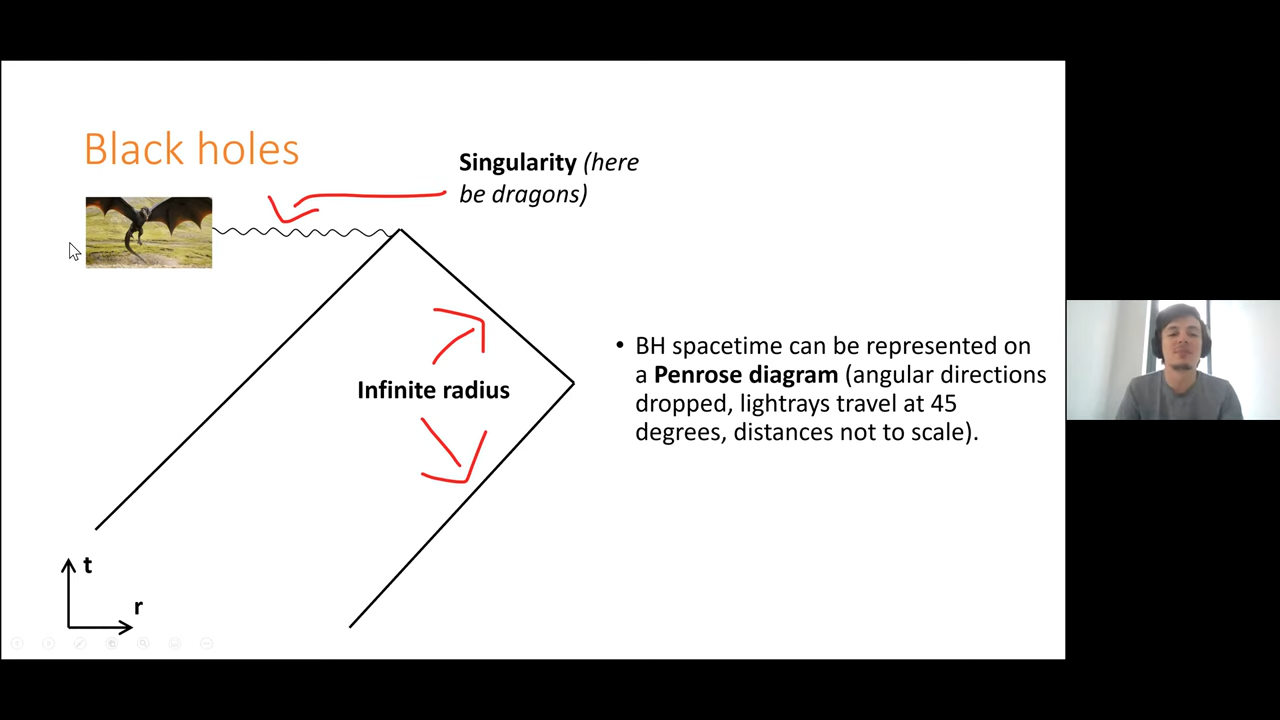 Black holes
Singularity (here
be dragons)
Infinite radius
• BH spacetime can be represented on
a Penrose diagram (angular directions
dropped, lightrays travel at 45
degrees, distances not to scale).
t
r